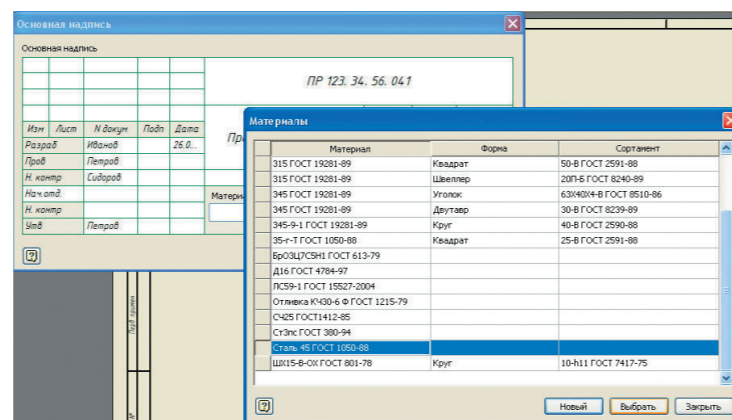 Основная надпись
Основная надпись
ПР 123. 34. 56. 041
Изм Лист N докум Подп Дата
Разраб Иванов 26.0...
Проб Петров
Н. контр Сидоров
Нач.отд.
Н. контр
Утв Петров
Материалы
Материал Форма Сортамент
315 ГОСТ 19281-89 Квадрат 50-В ГОСТ 2591-88
315 ГОСТ 19281-89 Швеллер 20П-Б ГОСТ 8240-89
345 ГОСТ 19281-89 Уголок 63Х40Х4-В ГОСТ 8510-86
345 ГОСТ 19281-89 Двутавр 30-В ГОСТ 8239-89
345-9-1 ГОСТ 19281-89 Круг 40-В ГОСТ 2590-88
35-г-Т ГОСТ 1050-88 Квадрат 25-В ГОСТ 2591-88
БрО3Ц7С5Н1 ГОСТ 613-79
Д16 ГОСТ 4784-97
ЛС59-1 ГОСТ 15527-2004
Отливка КЧ30-6 Ф ГОСТ 1215-79
СЧ25 ГОСТ1412-85
Ст3пс ГОСТ 380-94
Сталь 45 ГОСТ 1050-88
ШХ15-В-ОХ ГОСТ 801-78 Круг 10-h11 ГОСТ 7417-75
Новый Выбрать Закрыть
Перв. примен